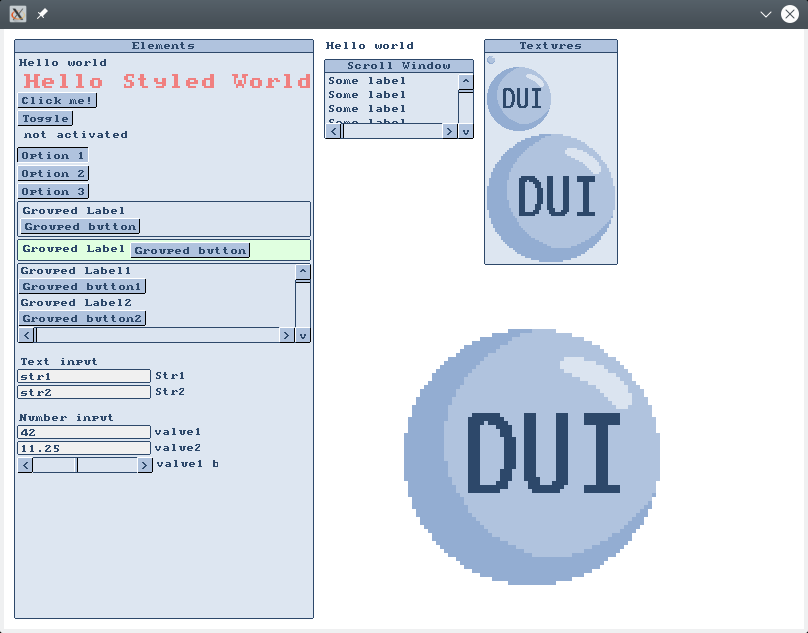 Elements
Hello world
Hello Styled World
Click me!
Toggle
not activated
Option 1
Option 2
Option 3
Grouped Label
Grouped button
Grouped Label Grouped button
Grouped Label1
Grouped button1
Grouped Label2
Grouped button2
Text input
str1 Str1
str2 Str2
Number input
42 value1
11.25 value2
value1 b
Hello world
Scroll Window
Some label
Some label
Some label
Some label
Textures
DUI
DUI
DUI